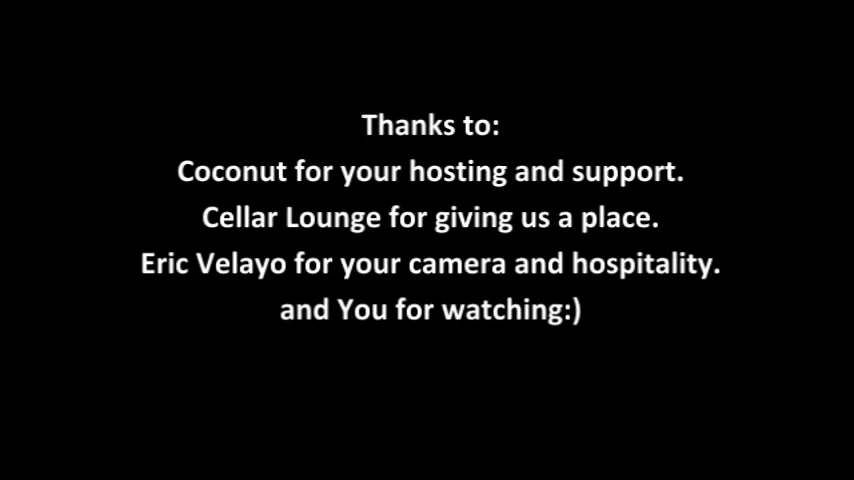 Thanks to:
Coconut for your hosting and support.
Cellar Lounge for giving us a place.
Eric Velayo for your camera and hospitality.
and You for watching:)